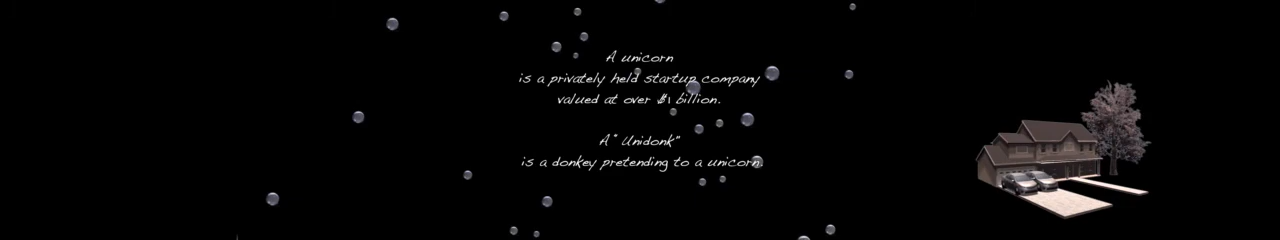 A unicorn
is a privately held startup company
valued at over $1 billion.
A "Unidonk"
is a donkey pretending to a unicorn.